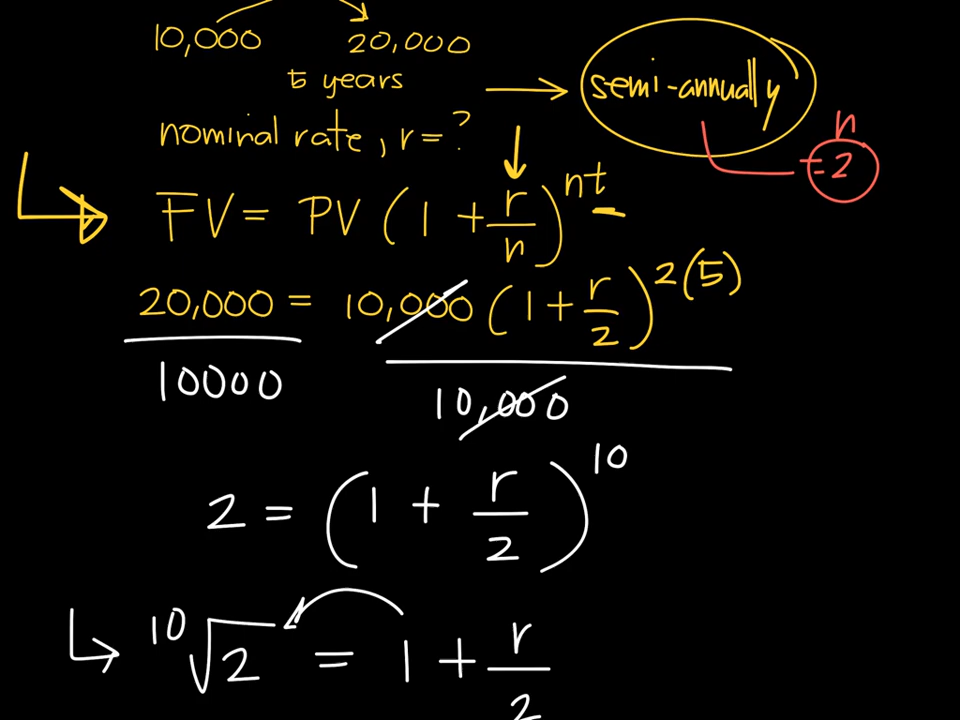 10,000 20,000
5 years
semi-annually
nominal rate, r = ?
n
= 2
FV = PV ( 1 + r/n )^nt
20,000 = 10,000 ( 1 + r/2 )^2(5)
10000 10,000
2 = ( 1 + r/2 )^10
10√2 = 1 + r/2